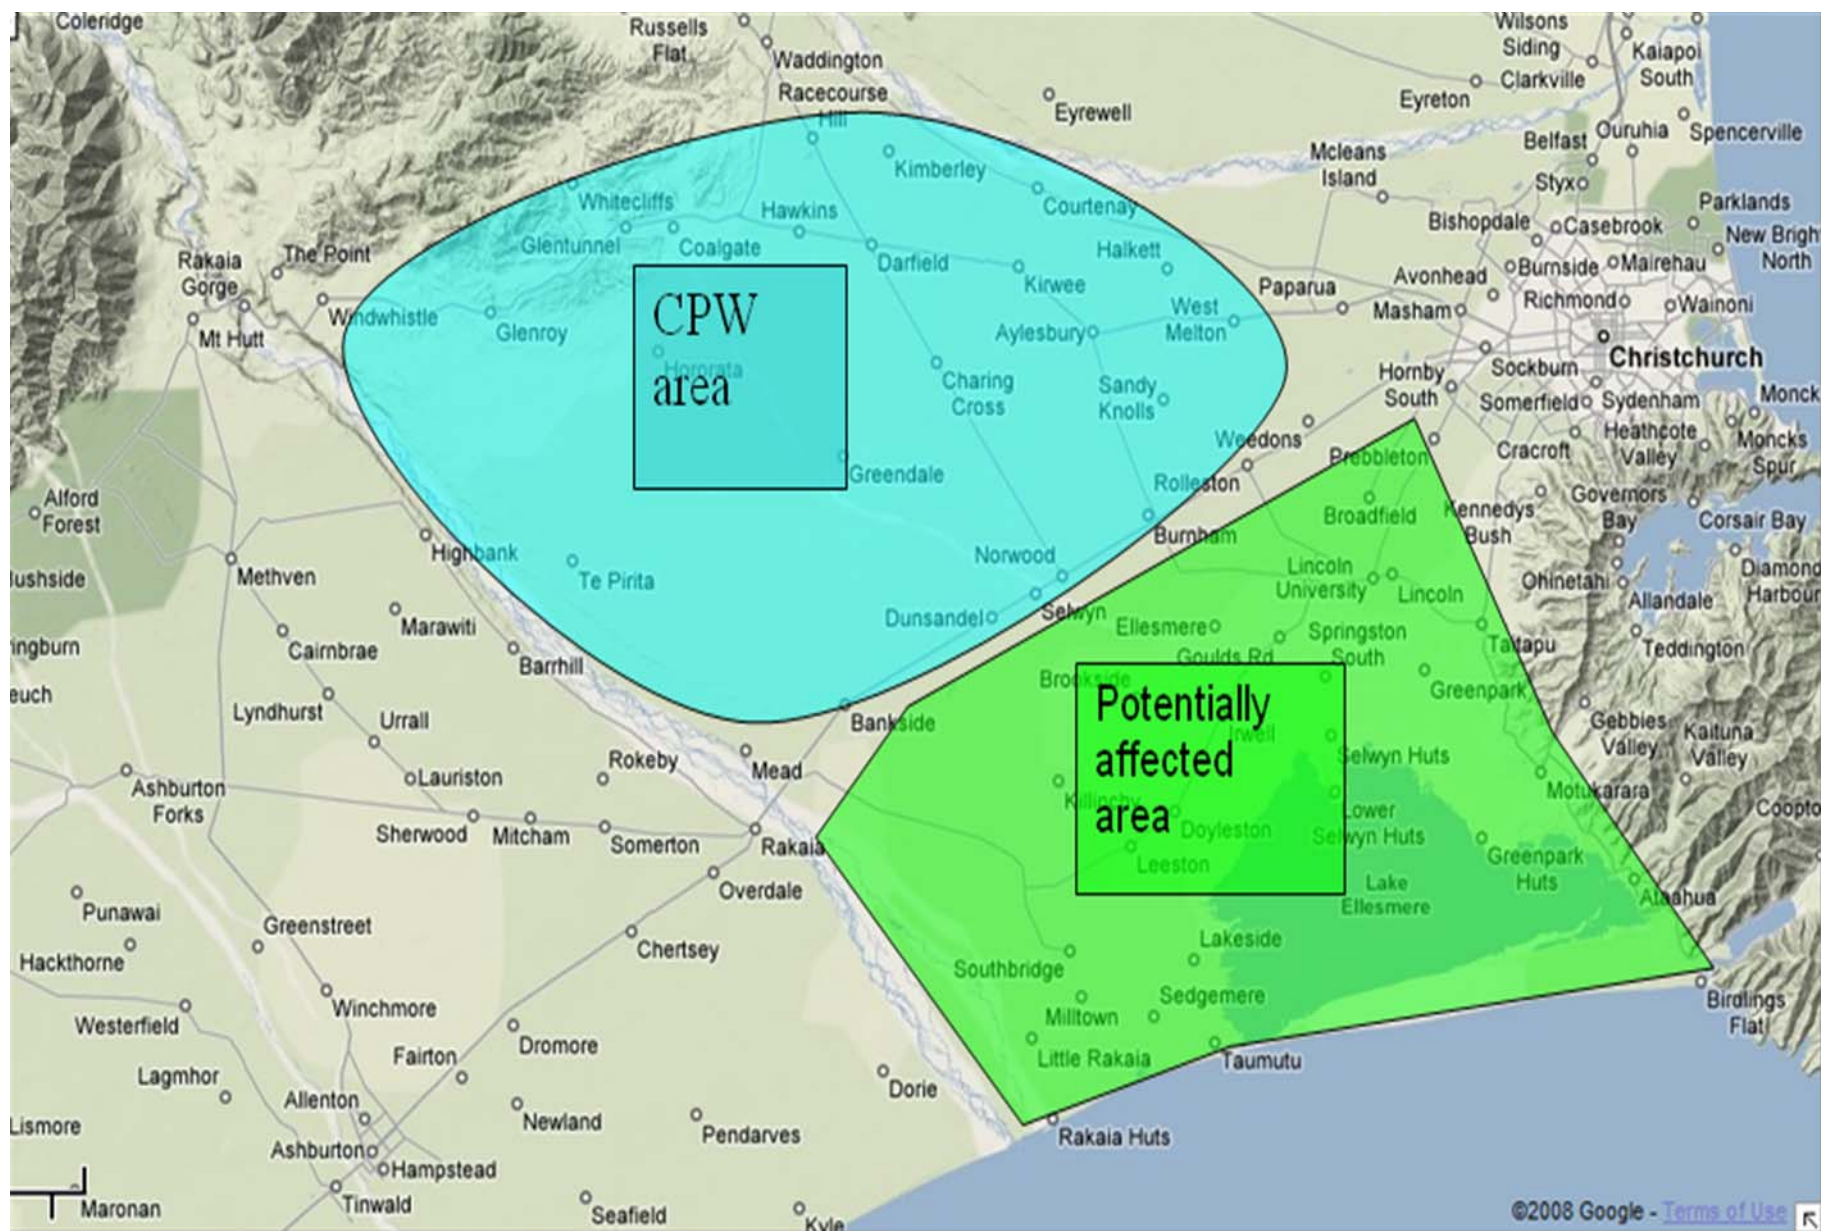 Coleridge
Russells
Flat
Waddington
Racecourse
Hill
Wilsons
Siding
Kaiapoi
South
Clarkville
Eyreton
Eyrewell
Ouruhia
Spencerville
Belfast
Mcleans
Island
Styx
Kimberley
Parklands
Whitecliffs
Hawkins
Courtenay
Bishopdale
Casebrook
New Brigh
North
Glentunnel
Coalgate
Halkett
The Point
Rakaia
Gorge
Darfield
Kirwee
Avonhead
Burnside
Mairehau
Paparua
Richmond
Wainoni
Masham
West
Melton
Windwhistle
Glenroy
CPW
area
Hororata
Aylesbury
Mt Hutt
Christchurch
Sockburn
Hornby
South
Charing
Cross
Sandy
Knolls
Somerfield
Sydenham
Monck
Weedons
Heathcote
Valley
Moncks
Spur
Prebbleton
Cracroft
Greendale
Rolleston
Governors
Bay
Alford
Forest
Broadfield
Kennedys
Bush
Corsair Bay
Burnham
Highbank
Norwood
Te Pirita
Methven
ushside
Lincoln
University
Lincoln
Ohinetahi
Diamond
Harbour
Allandale
Dunsandel
Selwyn
Marawiti
Ellesmere
Springston
South
Taitapu
Teddington
ringburn
Cairnbrae
Barrhill
Goulds Rd
Brookside
Greenpark
euch
Lyndhurst
Urrall
Bankside
Potentially
affected
area
Irwell
Gebbies
Valley
Kaituna
Valley
Selwyn Huts
Rokeby
Mead
Lauriston
Ashburton
Forks
Motukarara
Killinchy
Lower
Selwyn Huts
Coopto
Doyleston
Sherwood
Mitcham
Somerton
Rakaia
Leeston
Greenpark
Huts
Lake
Ellesmere
Overdale
Ataahua
Punawai
Greenstreet
Chertsey
Lakeside
Hackthorne
Southbridge
Winchmore
Sedgemere
Birdlings
Flat
Milltown
Westerfield
Dromore
Fairton
Little Rakaia
Taumutu
Lagmhor
Dorie
Allenton
Newland
Lismore
Pendarves
Rakaia Huts
Ashburton
Hampstead
Maronan
Tinwald
Seafield
Kyle
©2008 Google - Terms of Use